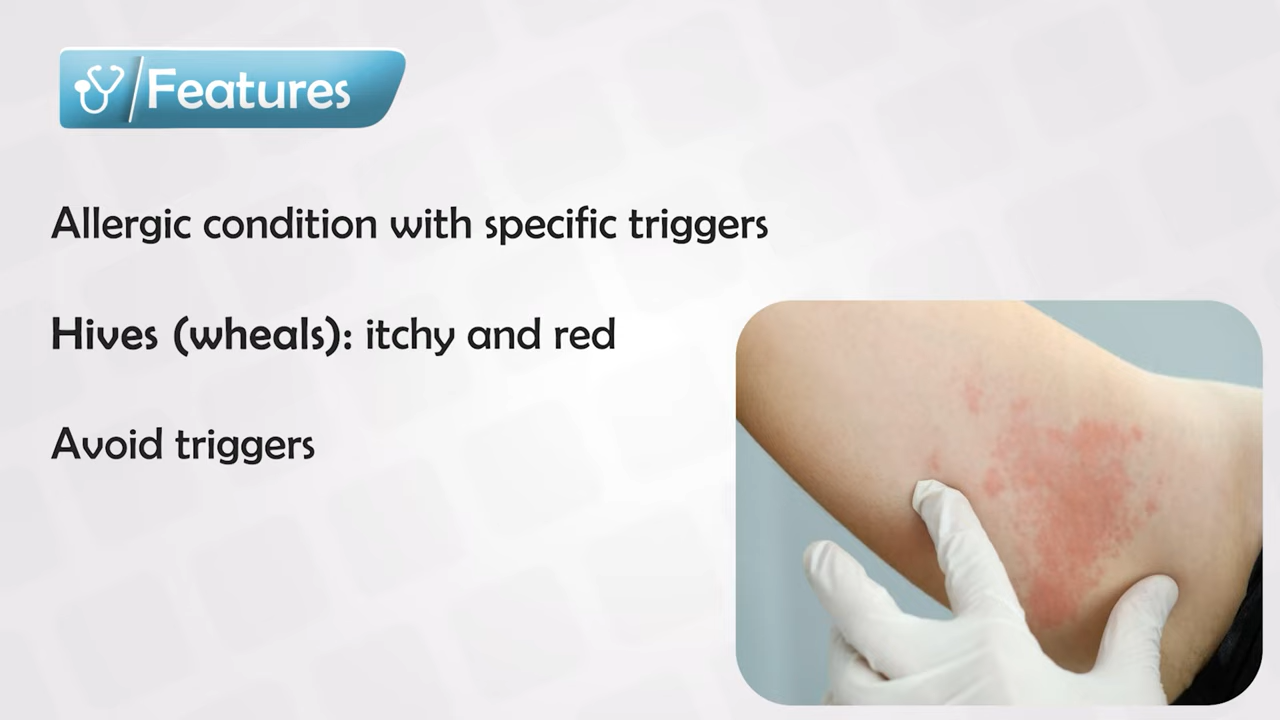 Features
Allergic condition with specific triggers
Hives (wheals): itchy and red
Avoid triggers